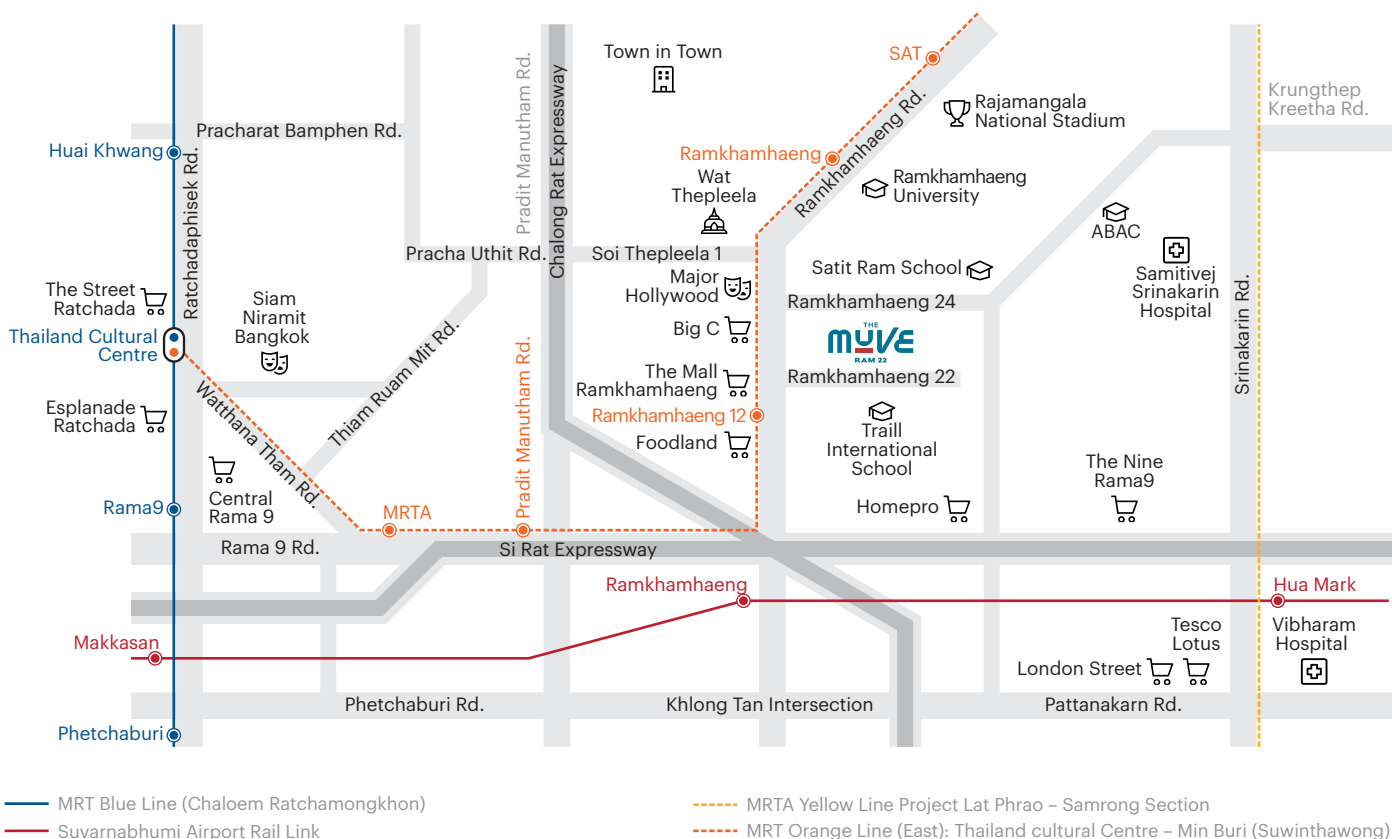 Town in Town
SAT
Krungthep
Kreetha Rd.
Rajamangala
National Stadium
Pracharat Bamphen Rd.
Huai Khwang
Ratchadaphisek Rd.
Pradit Manutham Rd.
Chalong Rat Expressway
Ramkhamhaeng
Ramkhamhaeng Rd.
Wat
Thepleela
Ramkhamhaeng
University
ABAC
Samitivej
Srinakarin
Hospital
Srinakarin Rd.
Pracha Uthit Rd.
Soi Thepleela 1
Satit Ram School
Major
Hollywood
Ramkhamhaeng 24
The Street
Ratchada
Siam
Niramit
Bangkok
Big C
THE
MUVE
RAM 22
Thailand Cultural
Centre
Thiam Ruam Mit Rd.
Pradit Manutham Rd.
The Mall
Ramkhamhaeng
Ramkhamhaeng 22
Esplanade
Ratchada
Watthana Tham Rd.
Ramkhamhaeng 12
Foodland
Traill
International
School
The Nine
Rama9
Central
Rama 9
Rama9
MRTA
Homepro
Rama 9 Rd.
Si Rat Expressway
Ramkhamhaeng
Hua Mark
Makkasan
Tesco
Lotus
Vibharam
Hospital
London Street
Phetchaburi Rd.
Khlong Tan Intersection
Pattanakarn Rd.
Phetchaburi
MRT Blue Line (Chaloem Ratchamongkhon)
MRTA Yellow Line Project Lat Phrao – Samrong Section
Suvarnabhumi Airport Rail Link
MRT Orange Line (East): Thailand cultural Centre – Min Buri (Suwinthawong)